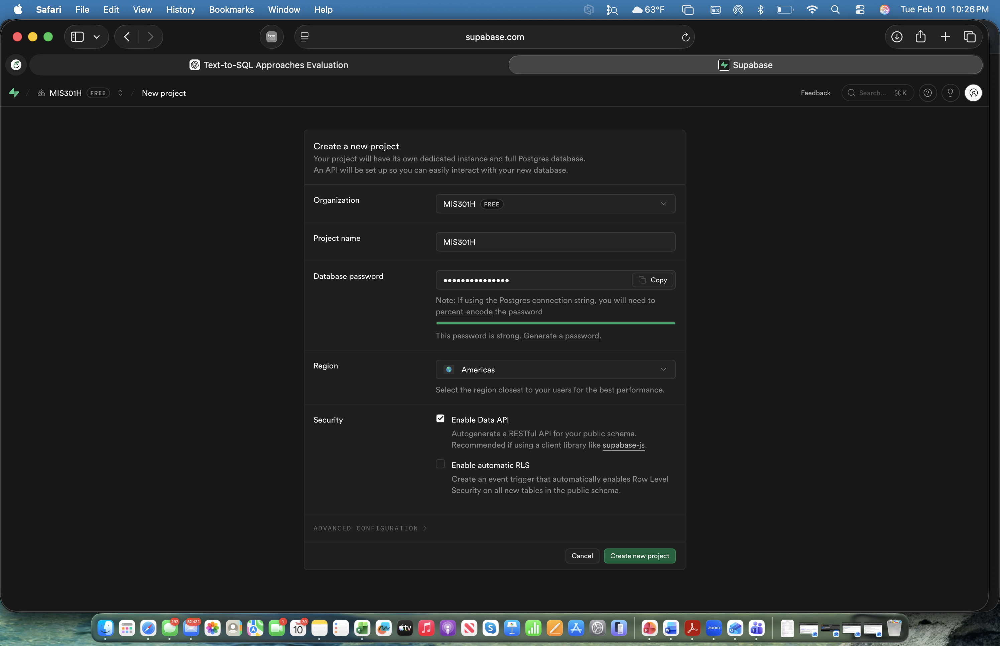 Safari File Edit View History Bookmarks Window Help 63°F Tue Feb 10 10:26 PM
box
supabase.com
Text-to-SQL Approaches Evaluation
Supabase
MIS301H FREE / New project
Feedback
Search... ⌘K
Create a new project
Your project will have its own dedicated instance and full Postgres database.
An API will be set up so you can easily interact with your new database.
Organization
MIS301H FREE
Project name
MIS301H
Database password
Copy
Note: If using the Postgres connection string, you will need to
percent-encode the password
This password is strong. Generate a password.
Region
Americas
Select the region closest to your users for the best performance.
Security
Enable Data API
Autogenerate a RESTful API for your public schema.
Recommended if using a client library like supabase-js.
Enable automatic RLS
Create an event trigger that automatically enables Row Level
Security on all new tables in the public schema.
ADVANCED CONFIGURATION >
Cancel
Create new project
292
52,432
1
20
Tue
10
tv
zoom